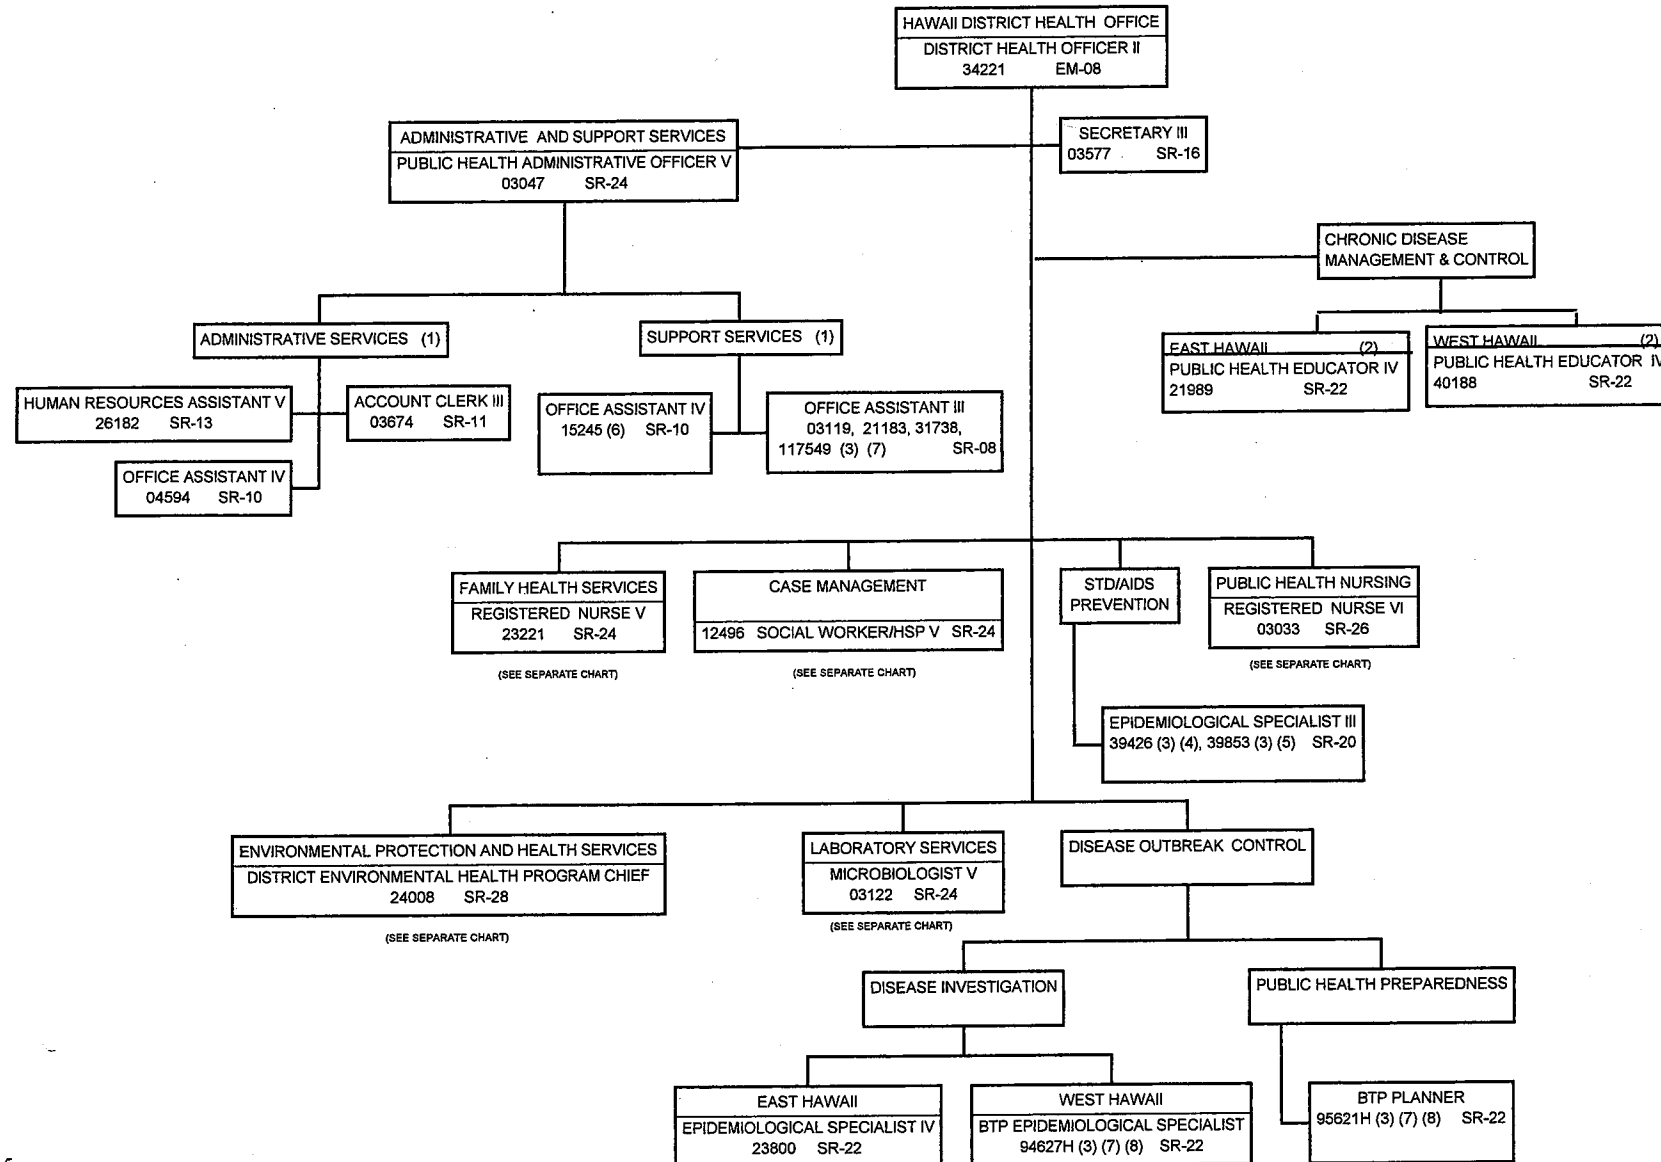 HAWAII DISTRICT HEALTH OFFICE
DISTRICT HEALTH OFFICER II
34221 EM-08
ADMINISTRATIVE AND SUPPORT SERVICES
PUBLIC HEALTH ADMINISTRATIVE OFFICER V
03047 SR-24
SECRETARY III
03577 SR-16
CHRONIC DISEASE
MANAGEMENT & CONTROL
ADMINISTRATIVE SERVICES (1)
SUPPORT SERVICES (1)
EAST HAWAII (2)
PUBLIC HEALTH EDUCATOR IV
21989 SR-22
WEST HAWAII (2)
PUBLIC HEALTH EDUCATOR IV
40188 SR-22
HUMAN RESOURCES ASSISTANT V
26182 SR-13
ACCOUNT CLERK III
03674 SR-11
OFFICE ASSISTANT IV
15245 (6) SR-10
OFFICE ASSISTANT III
03119, 21183, 31738,
117549 (3) (7) SR-08
OFFICE ASSISTANT IV
04594 SR-10
FAMILY HEALTH SERVICES
REGISTERED NURSE V
23221 SR-24
(SEE SEPARATE CHART)
CASE MANAGEMENT
12496 SOCIAL WORKER/HSP V SR-24
(SEE SEPARATE CHART)
STD/AIDS
PREVENTION
PUBLIC HEALTH NURSING
REGISTERED NURSE VI
03033 SR-26
(SEE SEPARATE CHART)
EPIDEMIOLOGICAL SPECIALIST III
39426 (3) (4), 39853 (3) (5) SR-20
ENVIRONMENTAL PROTECTION AND HEALTH SERVICES
DISTRICT ENVIRONMENTAL HEALTH PROGRAM CHIEF
24008 SR-28
(SEE SEPARATE CHART)
LABORATORY SERVICES
MICROBIOLOGIST V
03122 SR-24
(SEE SEPARATE CHART)
DISEASE OUTBREAK CONTROL
DISEASE INVESTIGATION
PUBLIC HEALTH PREPAREDNESS
EAST HAWAII
EPIDEMIOLOGICAL SPECIALIST IV
23800 SR-22
WEST HAWAII
BTP EPIDEMIOLOGICAL SPECIALIST
94627H (3) (7) (8) SR-22
BTP PLANNER
95621H (3) (7) (8) SR-22